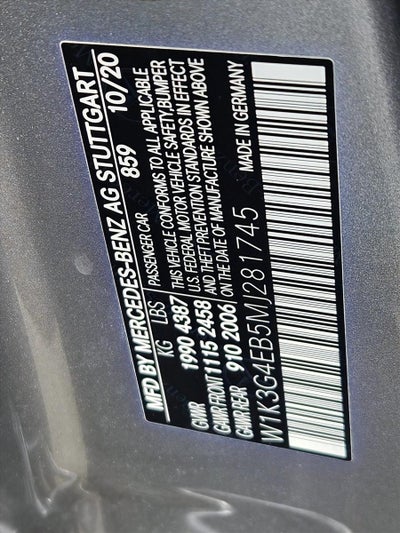 MFD BY MERCEDES-BENZ AG STUTTGART
859 10/20
KG LBS PASSENGER CAR
GVWR 1990 4387 THIS VEHICLE CONFORMS TO ALL APPLICABLE
U.S. FEDERAL MOTOR VEHICLE SAFETY, BUMPER
GAWR FRONT 1115 2458 AND THEFT PREVENTION STANDARDS IN EFFECT
GAWR REAR 910 2006 ON THE DATE OF MANUFACTURE SHOWN ABOVE
W1K3G4EB5MJ281745 MADE IN GERMANY